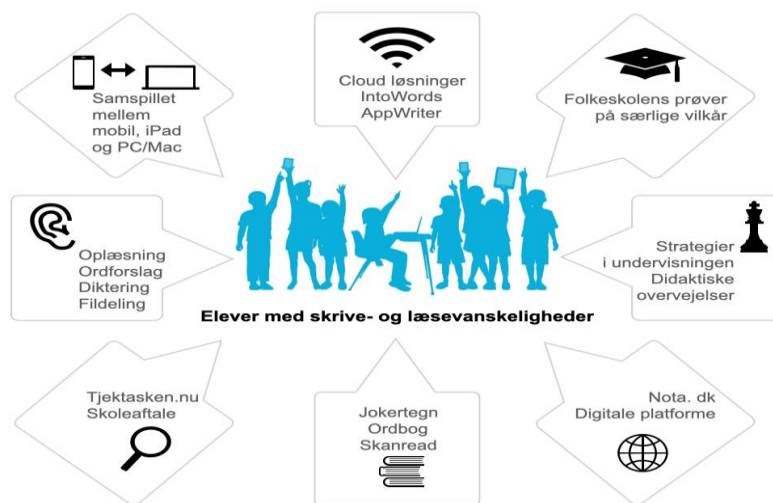 Samspillet
mellem
mobil, iPad
og PC/Mac
Cloud løsninger
IntoWords
AppWriter
Folkeskolens prøver
på særlige vilkår
Oplæsning
Ordforslag
Diktering
Fildeling
Strategier
i undervisningen
Didaktiske
overvejelser
Elever med skrive- og læsevanskeligheder
Tjektasken.nu
Skoleaftale
Jokertegn
Ordbog
Skanread
Nota. dk
Digitale platforme